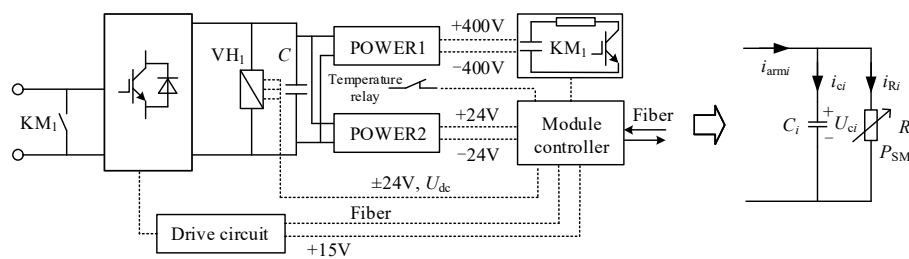 KM1
VH1
C
POWER1
+400V
−400V
KM1
Temperature
relay
POWER2
+24V
−24V
Module
controller
Fiber
±24V, Udc
Drive circuit
Fiber
+15V
iarmi
ici
iRi
Ci
+
Uci
−
R
PSM